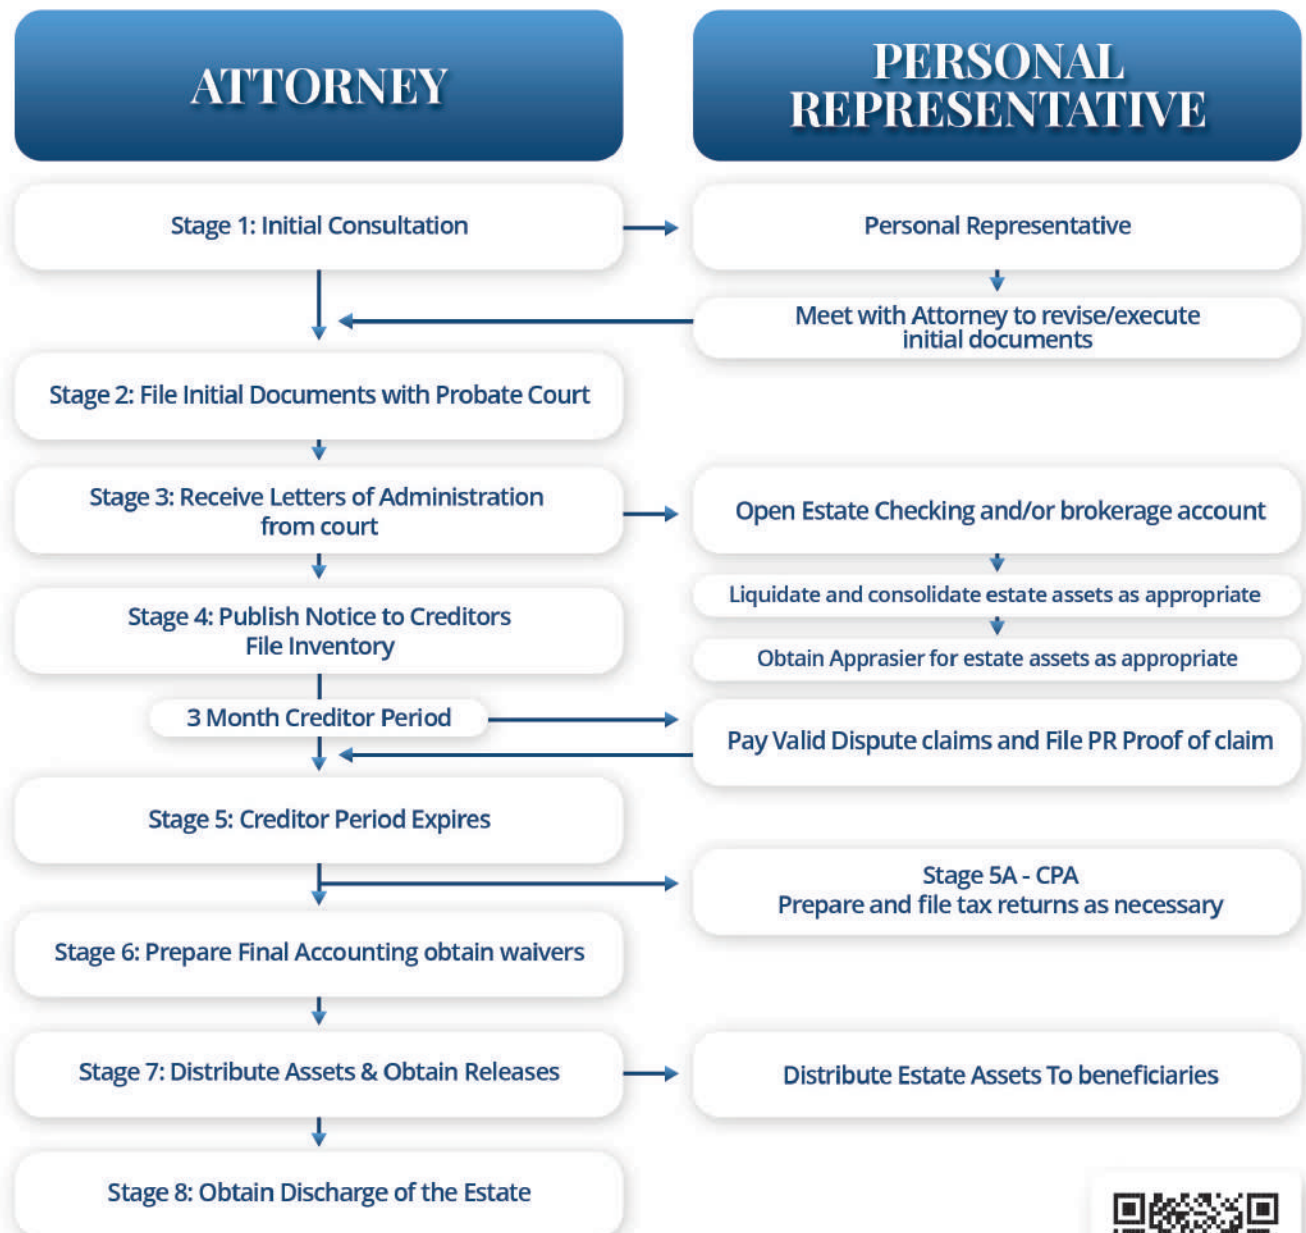 ATTORNEY
PERSONAL
REPRESENTATIVE
Stage 1: Initial Consultation
Personal Representative
Meet with Attorney to revise/execute
initial documents
Stage 2: File Initial Documents with Probate Court
Stage 3: Receive Letters of Administration
from court
Open Estate Checking and/or brokerage account
Liquidate and consolidate estate assets as appropriate
Stage 4: Publish Notice to Creditors
File Inventory
Obtain Apprasier for estate assets as appropriate
3 Month Creditor Period
Pay Valid Dispute claims and File PR Proof of claim
Stage 5: Creditor Period Expires
Stage 5A - CPA
Prepare and file tax returns as necessary
Stage 6: Prepare Final Accounting obtain waivers
Stage 7: Distribute Assets & Obtain Releases
Distribute Estate Assets To beneficiaries
Stage 8: Obtain Discharge of the Estate